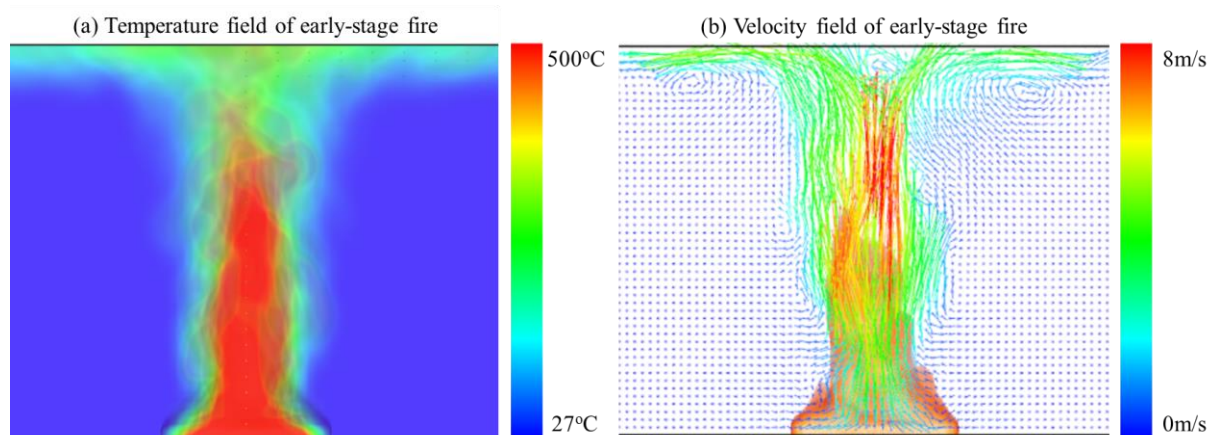 (a) Temperature field of early-stage fire
500°C
27°C
(b) Velocity field of early-stage fire
8m/s
0m/s